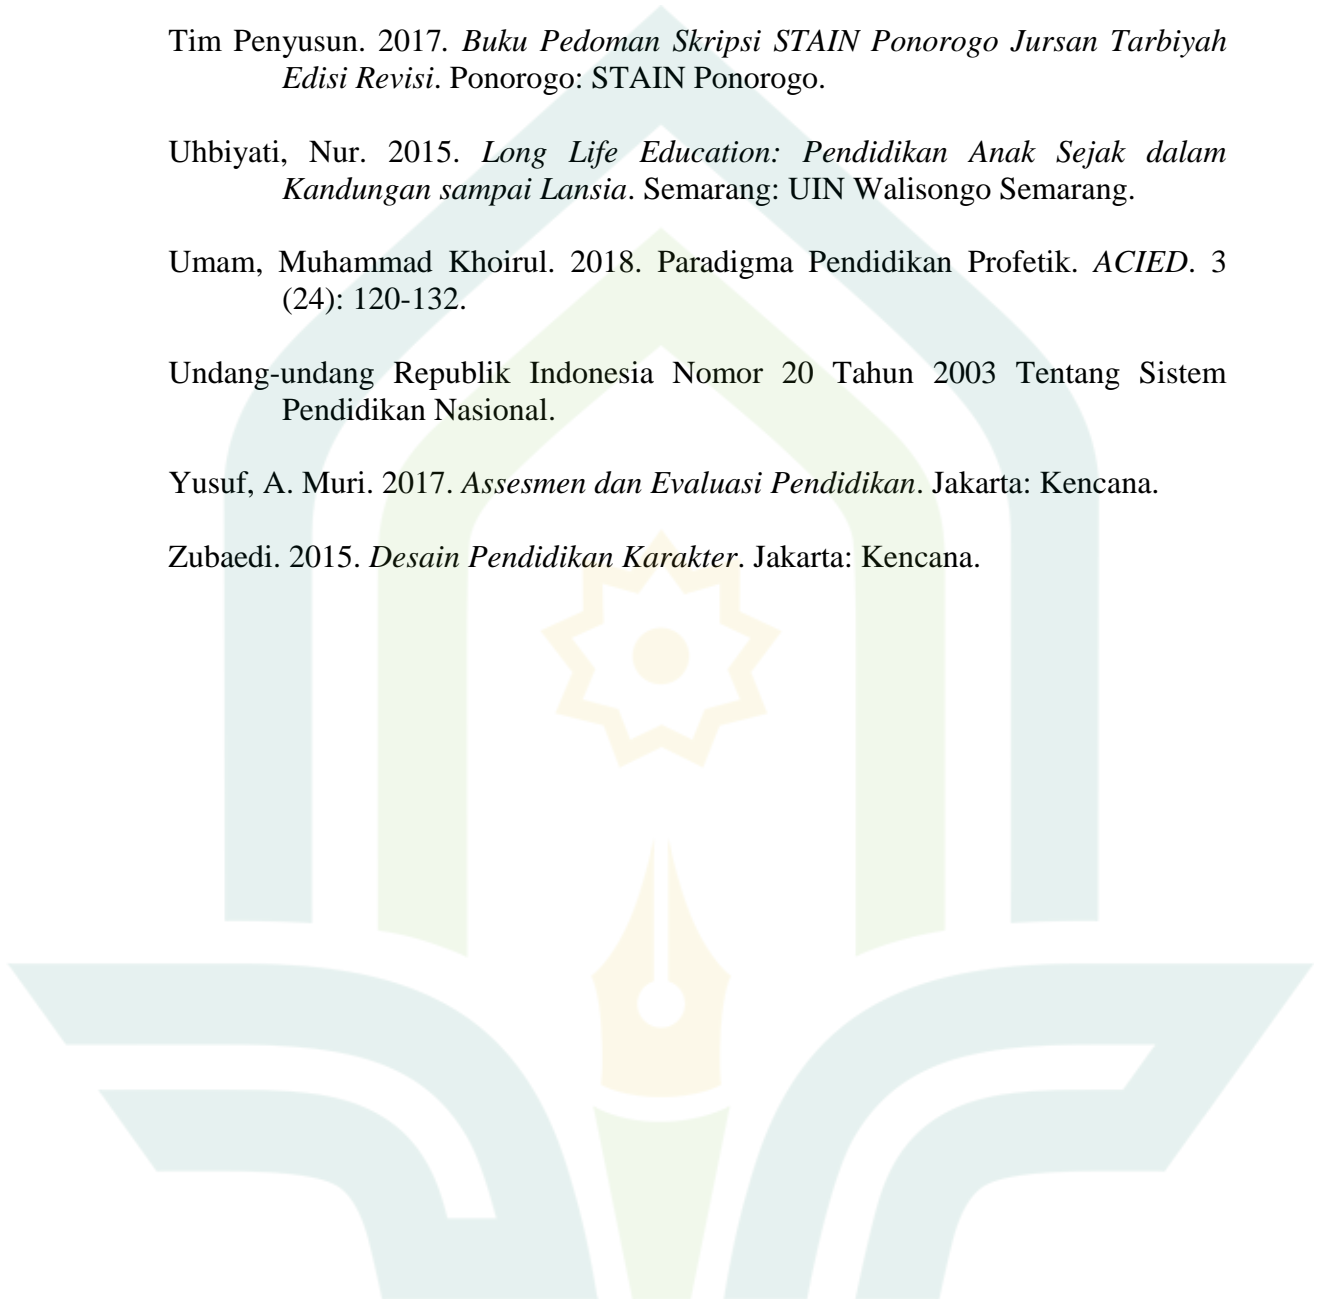 Tim Penyusun. 2017. Buku Pedoman Skripsi STAIN Ponorogo Jursan Tarbiyah
Edisi Revisi. Ponorogo: STAIN Ponorogo.
Uhbiyati, Nur. 2015. Long Life Education: Pendidikan Anak Sejak dalam
Kandungan sampai Lansia. Semarang: UIN Walisongo Semarang.
Umam, Muhammad Khoirul. 2018. Paradigma Pendidikan Profetik. ACIED. 3
(24): 120-132.
Undang-undang Republik Indonesia Nomor 20 Tahun 2003 Tentang Sistem
Pendidikan Nasional.
Yusuf, A. Muri. 2017. Assesmen dan Evaluasi Pendidikan. Jakarta: Kencana.
Zubaedi. 2015. Desain Pendidikan Karakter. Jakarta: Kencana.